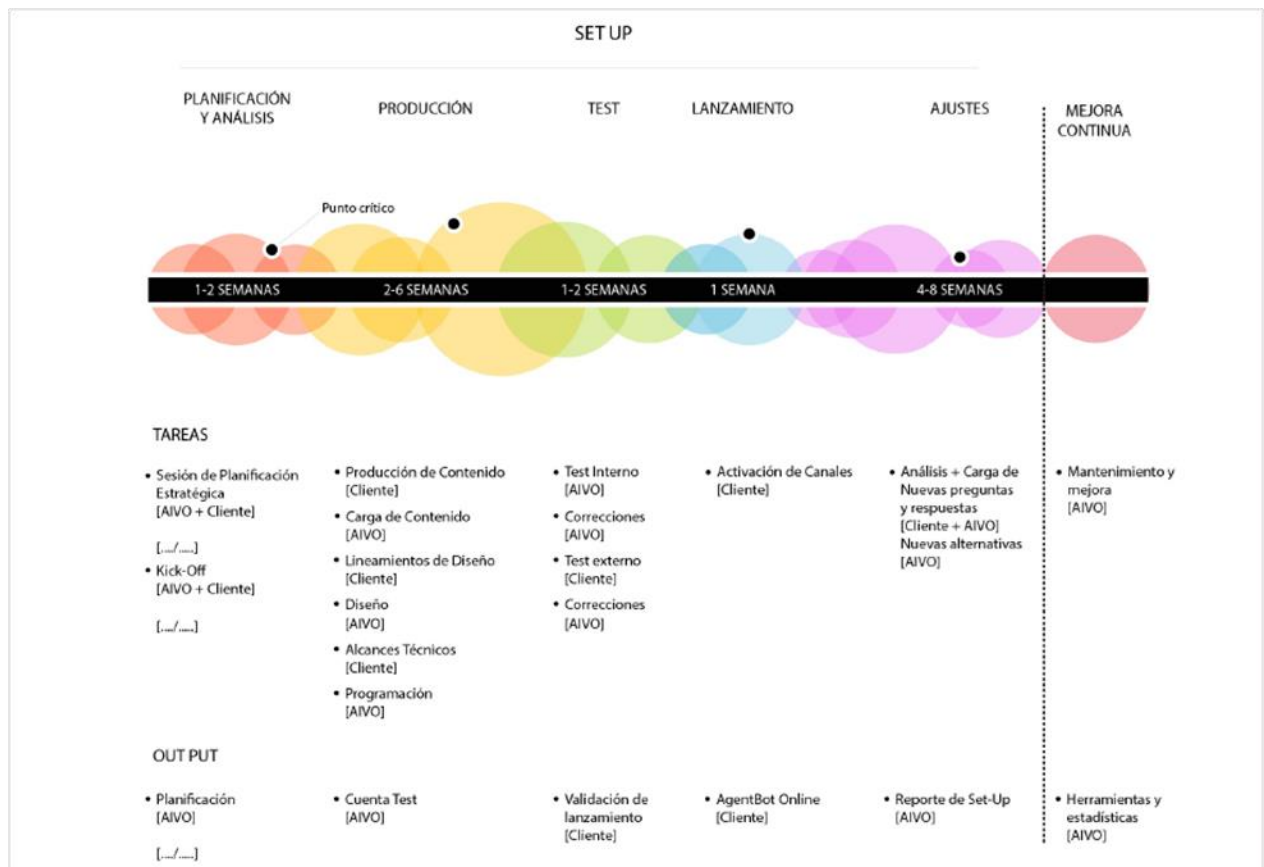 SET UP
PLANIFICACIÓN
Y ANÁLISIS
PRODUCCIÓN
TEST
LANZAMIENTO
AJUSTES
MEJORA
CONTINUA
Punto crítico
1-2 SEMANAS
2-6 SEMANAS
1-2 SEMANAS
1 SEMANA
4-8 SEMANAS
TAREAS
• Sesión de Planificación
Estratégica
[AIVO + Cliente]
[..../.....]
• Kick-Off
[AIVO + Cliente]
[..../.....]
• Producción de Contenido
[Cliente]
• Carga de Contenido
[AIVO]
• Lineamientos de Diseño
[Cliente]
• Diseño
[AIVO]
• Alcances Técnicos
[Cliente]
• Programación
[AIVO]
• Test Interno
[AIVO]
• Correcciones
[AIVO]
• Test externo
[Cliente]
• Correcciones
[AIVO]
• Activación de Canales
[Cliente]
• Análisis + Carga de
Nuevas preguntas
y respuestas
[Cliente + AIVO]
Nuevas alternativas
[AIVO]
• Mantenimiento y
mejora
[AIVO]
OUT PUT
• Planificación
[AIVO]
[..../.....]
• Cuenta Test
[AIVO]
• Validación de
lanzamiento
[Cliente]
• AgentBot Online
[Cliente]
• Reporte de Set-Up
[AIVO]
• Herramientas y
estadísticas
[AIVO]